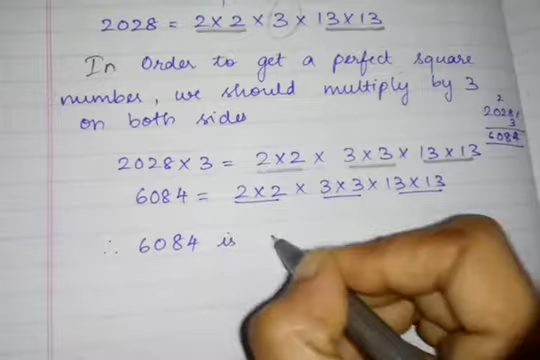 2028 = 2×2 × 3 × 13×13
In Order to get a perfect square
number, we should multiply by 3
on both sides
2
2028
3
6084
2028×3 = 2×2 × 3×3 × 13×13
6084 = 2×2 × 3×3 × 13×13
∴ 6084 is